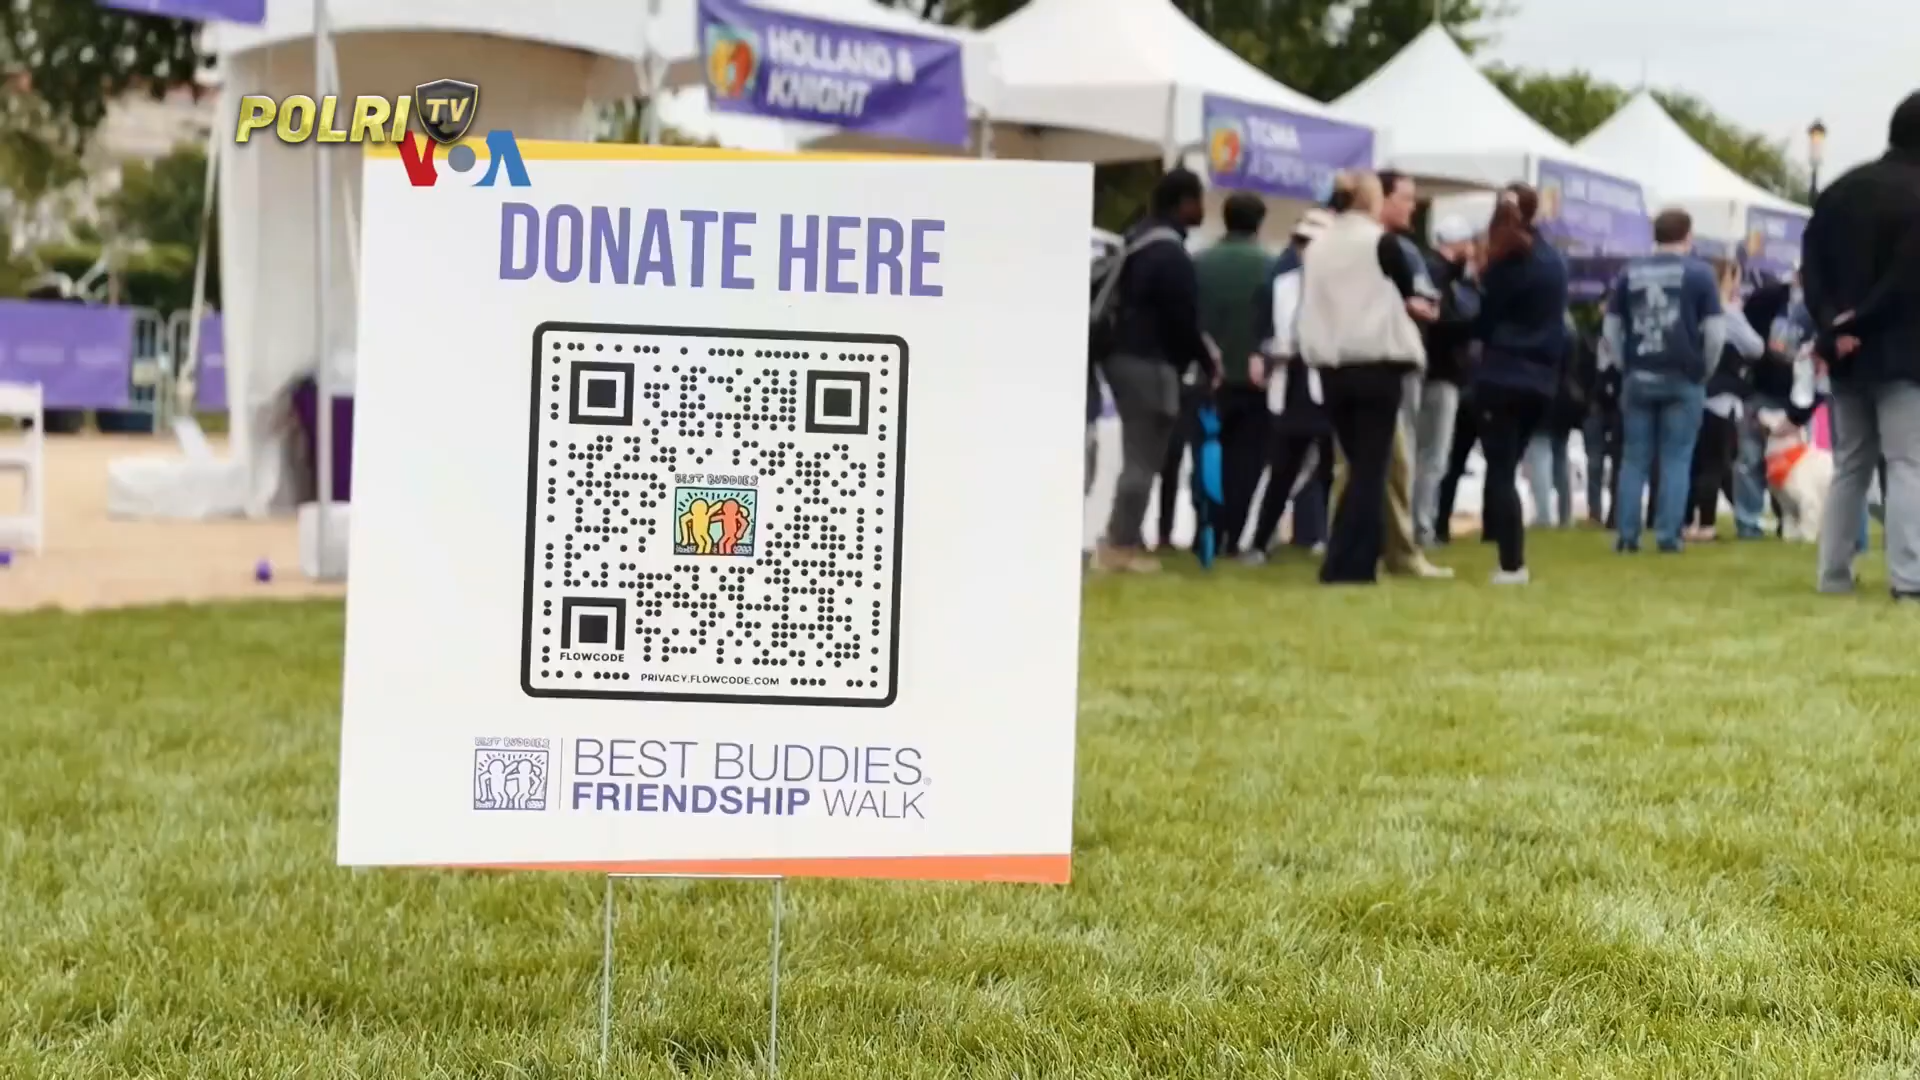 HOLLAND &
KNIGHT
POLRI TV
VOA
TCMA
DONATE HERE
BEST BUDDIES
FLOWCODE
PRIVACY.FLOWCODE.COM
BEST BUDDIES
BEST BUDDIES®
FRIENDSHIP WALK